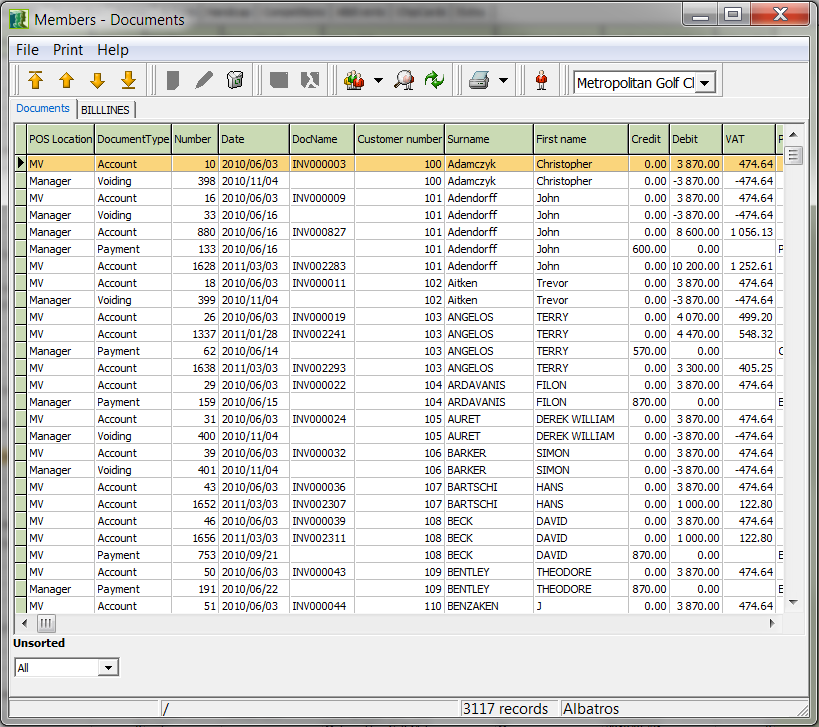 Members - Documents
File Print Help
Metropolitan Golf Cl
Documents BILLLINES
POS Location DocumentType Number Date DocName Customer number Surname First name Credit Debit VAT P
MV Account 10 2010/06/03 INV000003 100 Adamczyk Christopher 0.00 3 870.00 474.64
Manager Voiding 398 2010/11/04 100 Adamczyk Christopher 0.00 -3 870.00 -474.64
MV Account 16 2010/06/03 INV000009 101 Adendorff John 0.00 3 870.00 474.64
Manager Voiding 33 2010/06/16 101 Adendorff John 0.00 -3 870.00 -474.64
Manager Account 880 2010/06/16 INV000827 101 Adendorff John 0.00 8 600.00 1 056.13
Manager Payment 133 2010/06/16 101 Adendorff John 600.00 0.00 P
MV Account 1628 2011/03/03 INV002283 101 Adendorff John 0.00 10 200.00 1 252.61
MV Account 18 2010/06/03 INV000011 102 Aitken Trevor 0.00 3 870.00 474.64
Manager Voiding 399 2010/11/04 102 Aitken Trevor 0.00 -3 870.00 -474.64
MV Account 26 2010/06/03 INV000019 103 ANGELOS TERRY 0.00 4 070.00 499.20
MV Account 1337 2011/01/28 INV002241 103 ANGELOS TERRY 0.00 4 470.00 548.32
Manager Payment 62 2010/06/14 103 ANGELOS TERRY 570.00 0.00 C
MV Account 1638 2011/03/03 INV002293 103 ANGELOS TERRY 0.00 3 300.00 405.25
MV Account 29 2010/06/03 INV000022 104 ARDAVANIS FILON 0.00 3 870.00 474.64
Manager Payment 159 2010/06/15 104 ARDAVANIS FILON 870.00 0.00 E
MV Account 31 2010/06/03 INV000024 105 AURET DEREK WILLIAM 0.00 3 870.00 474.64
Manager Voiding 400 2010/11/04 105 AURET DEREK WILLIAM 0.00 -3 870.00 -474.64
MV Account 39 2010/06/03 INV000032 106 BARKER SIMON 0.00 3 870.00 474.64
Manager Voiding 401 2010/11/04 106 BARKER SIMON 0.00 -3 870.00 -474.64
MV Account 43 2010/06/03 INV000036 107 BARTSCHI HANS 0.00 3 870.00 474.64
MV Account 1652 2011/03/03 INV002307 107 BARTSCHI HANS 0.00 1 000.00 122.80
MV Account 46 2010/06/03 INV000039 108 BECK DAVID 0.00 3 870.00 474.64
MV Account 1656 2011/03/03 INV002311 108 BECK DAVID 0.00 1 000.00 122.80
MV Payment 753 2010/09/21 108 BECK DAVID 870.00 0.00 E
MV Account 50 2010/06/03 INV000043 109 BENTLEY THEODORE 0.00 3 870.00 474.64
Manager Payment 191 2010/06/22 109 BENTLEY THEODORE 870.00 0.00 E
MV Account 51 2010/06/03 INV000044 110 BENZAKEN J 0.00 3 870.00 474.64
Unsorted
All
/ 3117 records Albatros